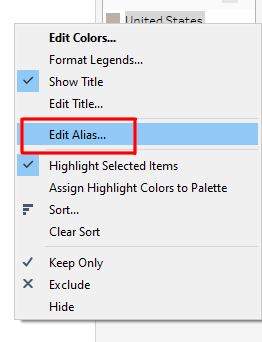 United States
Edit Colors...
Format Legends...
Show Title
Edit Title...
Edit Alias...
Highlight Selected Items
Assign Highlight Colors to Palette
Sort...
Clear Sort
Keep Only
Exclude
Hide